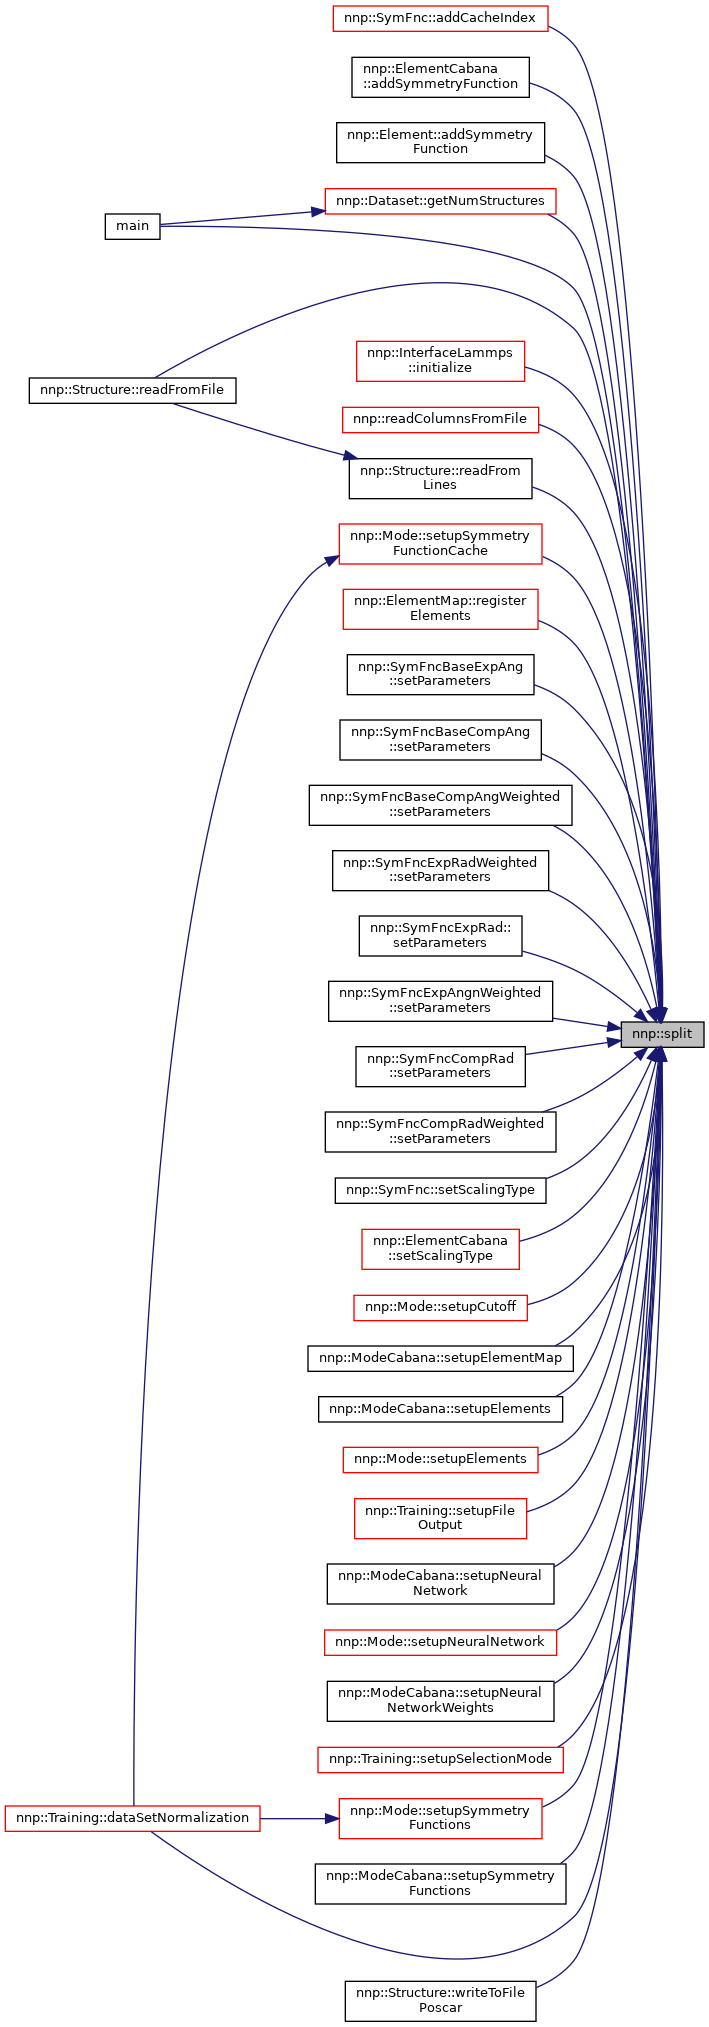 nnp::SymFnc::addCacheIndex
nnp::ElementCabana
::addSymmetryFunction
nnp::Element::addSymmetry
Function
nnp::Dataset::getNumStructures
main
nnp::InterfaceLammps
::initialize
nnp::Structure::readFromFile
nnp::readColumnsFromFile
nnp::Structure::readFrom
Lines
nnp::Mode::setupSymmetry
FunctionCache
nnp::ElementMap::register
Elements
nnp::SymFncBaseExpAng
::setParameters
nnp::SymFncBaseCompAng
::setParameters
nnp::SymFncBaseCompAngWeighted
::setParameters
nnp::SymFncExpRadWeighted
::setParameters
nnp::SymFncExpRad::
setParameters
nnp::SymFncExpAngnWeighted
::setParameters
nnp::split
nnp::SymFncCompRad
::setParameters
nnp::SymFncCompRadWeighted
::setParameters
nnp::SymFnc::setScalingType
nnp::ElementCabana
::setScalingType
nnp::Mode::setupCutoff
nnp::ModeCabana::setupElementMap
nnp::ModeCabana::setupElements
nnp::Mode::setupElements
nnp::Training::setupFile
Output
nnp::ModeCabana::setupNeural
Network
nnp::Mode::setupNeuralNetwork
nnp::ModeCabana::setupNeural
NetworkWeights
nnp::Training::setupSelectionMode
nnp::Training::dataSetNormalization
nnp::Mode::setupSymmetry
Functions
nnp::ModeCabana::setupSymmetry
Functions
nnp::Structure::writeToFile
Poscar